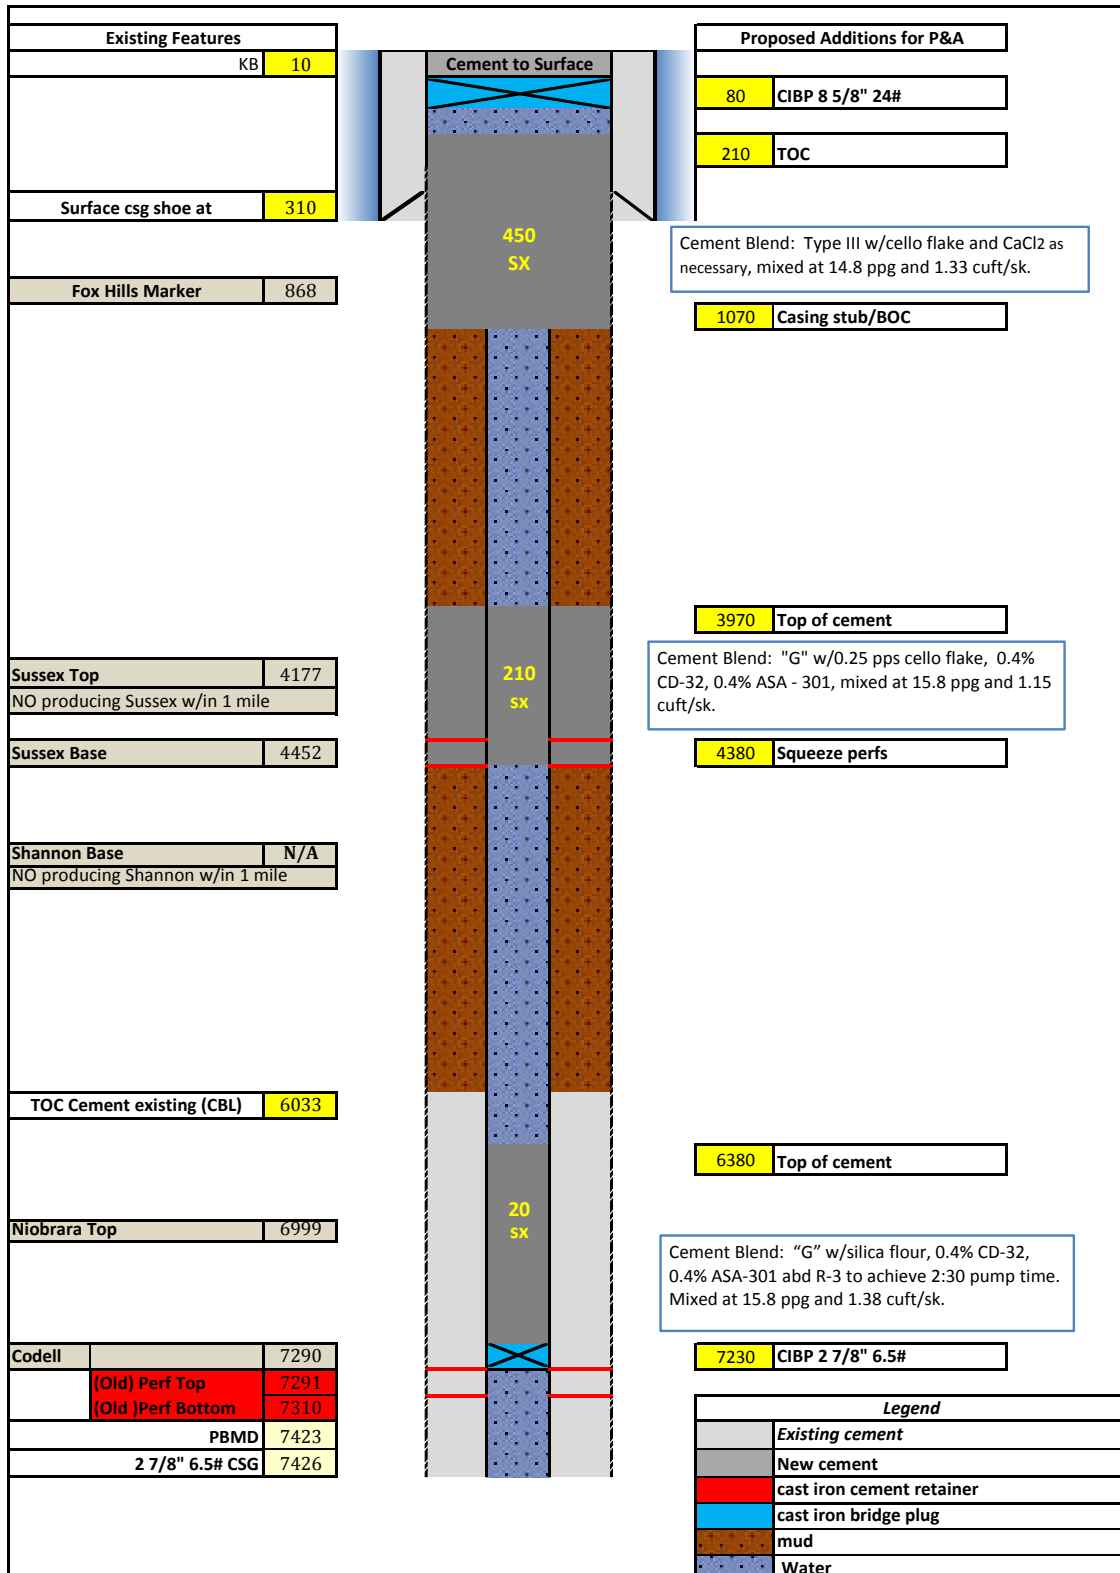 Existing Features
KB 10
Surface csg shoe at 310
Fox Hills Marker 868
Sussex Top 4177
NO producing Sussex w/in 1 mile
Sussex Base 4452
Shannon Base N/A
NO producing Shannon w/in 1 mile
TOC Cement existing (CBL) 6033
Niobrara Top 6999
Codell 7290
(Old) Perf Top 7291
(Old )Perf Bottom 7310
PBMD 7423
2 7/8" 6.5# CSG 7426
Cement to Surface
450
SX
210
sx
20
sx
Proposed Additions for P&A
80 CIBP 8 5/8" 24#
210 TOC
Cement Blend: Type III w/cello flake and CaCl2 as
necessary, mixed at 14.8 ppg and 1.33 cuft/sk.
1070 Casing stub/BOC
3970 Top of cement
Cement Blend: "G" w/0.25 pps cello flake, 0.4%
CD-32, 0.4% ASA - 301, mixed at 15.8 ppg and 1.15
cuft/sk.
4380 Squeeze perfs
6380 Top of cement
Cement Blend: “G” w/silica flour, 0.4% CD-32,
0.4% ASA-301 abd R-3 to achieve 2:30 pump time.
Mixed at 15.8 ppg and 1.38 cuft/sk.
7230 CIBP 2 7/8" 6.5#
Legend
Existing cement
New cement
cast iron cement retainer
cast iron bridge plug
mud
Water